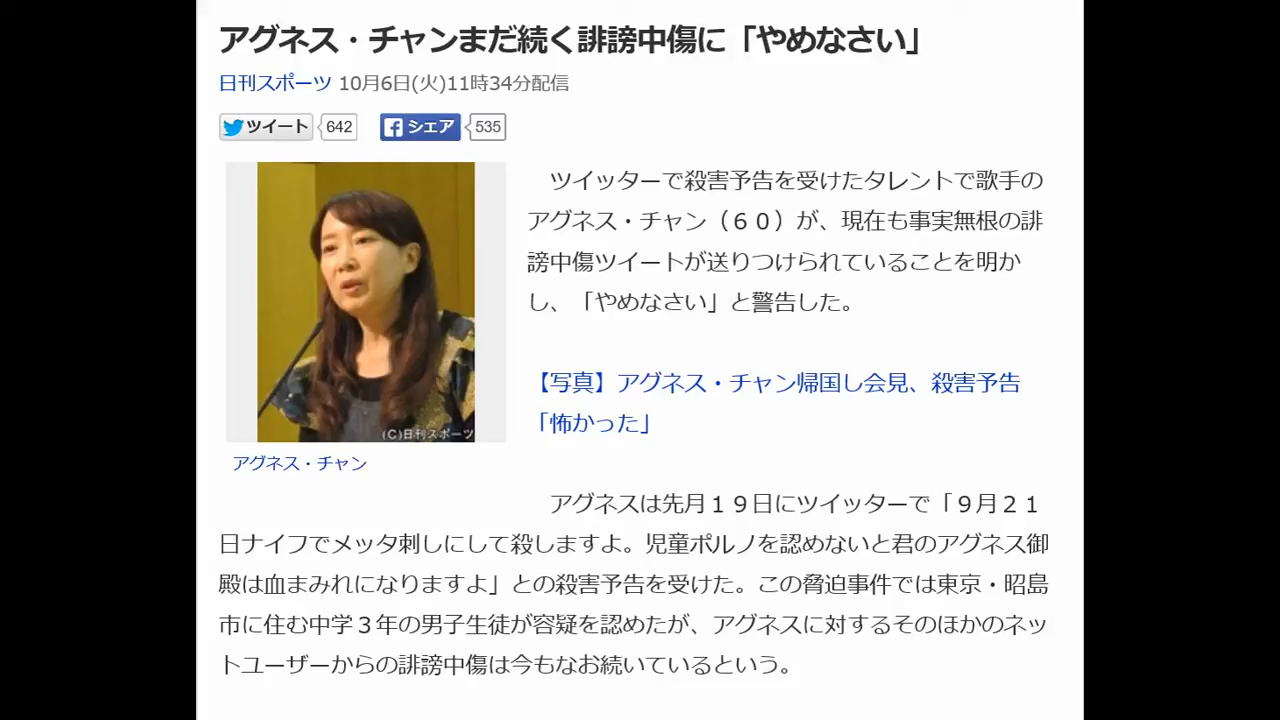 アグネス・チャンまだ続く誹謗中傷に「やめなさい」
日刊スポーツ 10月6日(火)11時34分配信
ツイート 642 シェア 535
ツイッターで殺害予告を受けたタレントで歌手の
アグネス・チャン（６０）が、現在も事実無根の誹
謗中傷ツイートが送りつけられていることを明か
し、「やめなさい」と警告した。
【写真】アグネス・チャン帰国し会見、殺害予告
「怖かった」
(C)日刊スポーツ
アグネス・チャン
アグネスは先月１９日にツイッターで「９月２１
日ナイフでメッタ刺しにして殺しますよ。児童ポルノを認めないと君のアグネス御
殿は血まみれになりますよ」との殺害予告を受けた。この脅迫事件では東京・昭島
市に住む中学３年の男子生徒が容疑を認めたが、アグネスに対するそのほかのネッ
トユーザーからの誹謗中傷は今もなお続いているという。